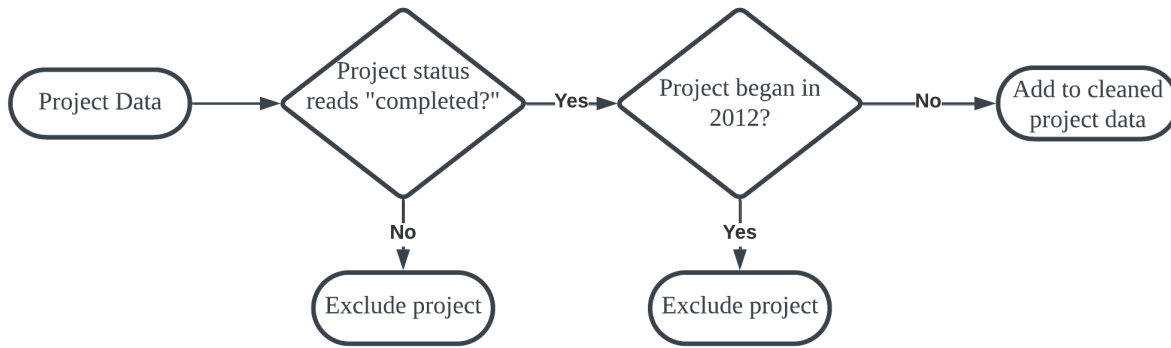 Project Data
Project status
reads "completed?"
Yes
Project began in
2012?
No
Add to cleaned
project data
No
Yes
Exclude project
Exclude project